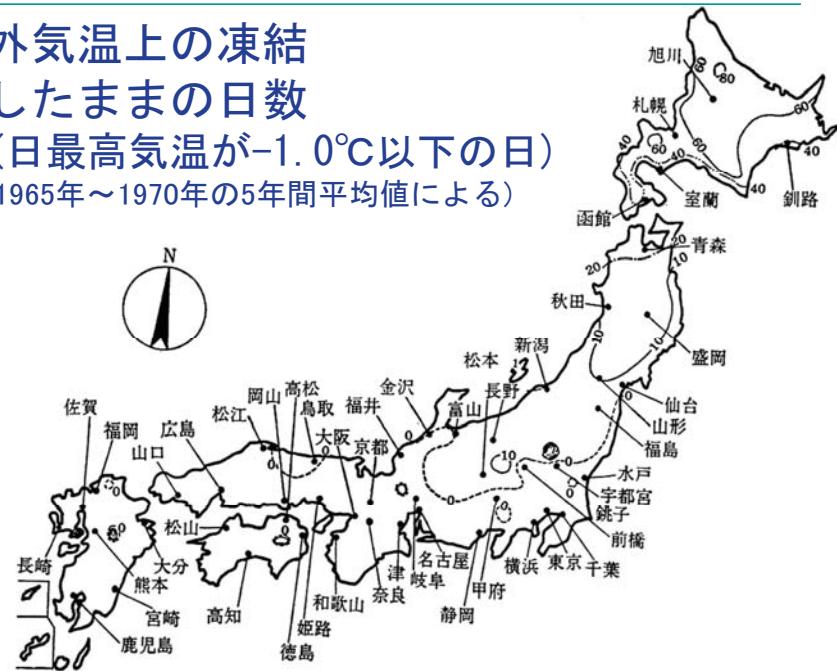 外気温上の凍結
したままの日数
(日最高気温が-1.0℃以下の日)
1965年～1970年の5年間平均値による)
N
旭川
60
80
札幌
60
60
60
40
40
40
40
室蘭
釧路
函館
20
青森
20
10
秋田
10
10
盛岡
新潟
松本
長野
金沢
富山
仙台
0
山形
福島
佐賀
福岡
山口
広島
松江
岡山
高松
鳥取
大阪
福井
京都
0
0
0
10
0
0
0
0
水戸
宇都宮
銚子
前橋
千葉
東京
横浜
甲府
静岡
名古屋
岐阜
津
奈良
和歌山
姫路
徳島
高知
松山
0
0
0
大分
長崎
熊本
宮崎
鹿児島